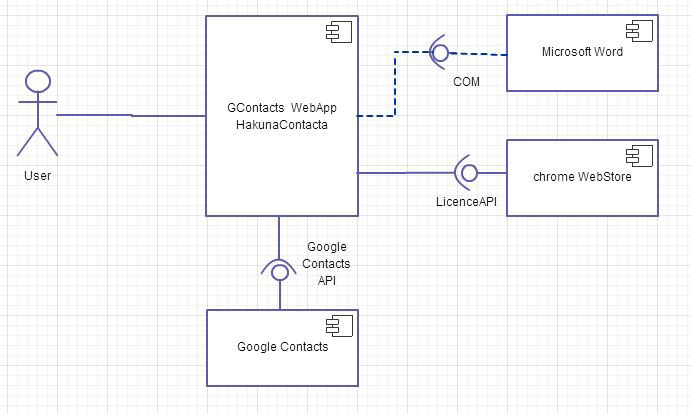 Microsoft Word
COM
GContacts WebApp
HakunaContacta
User
chrome WebStore
LicenceAPI
Google
Contacts
API
Google Contacts